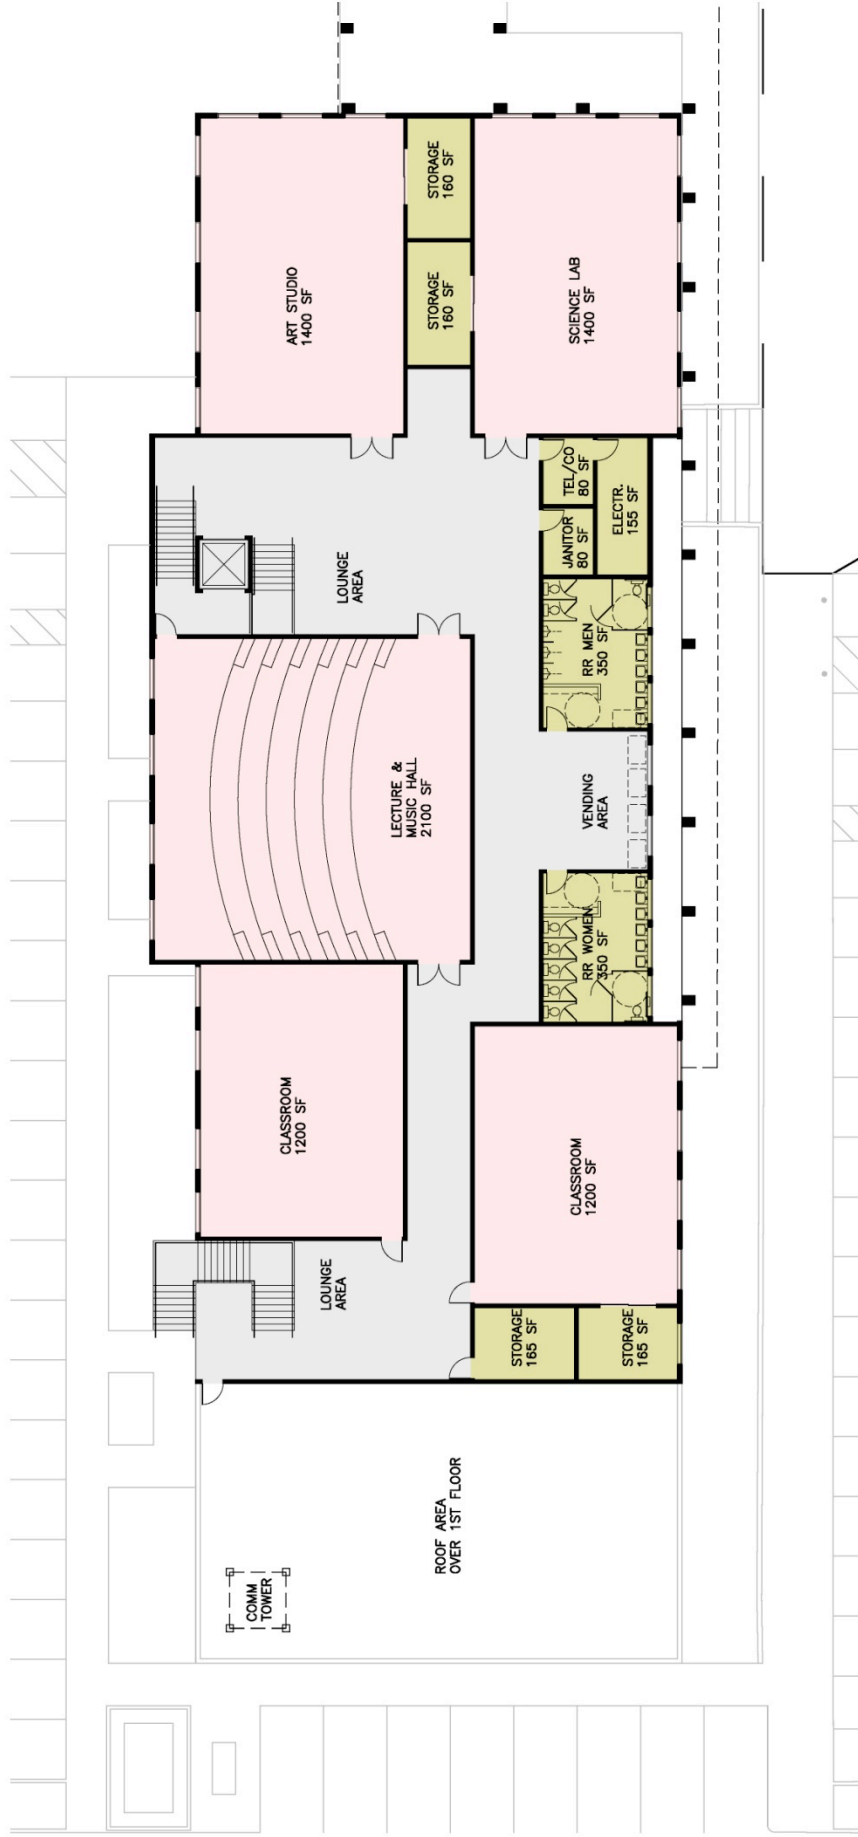 ART STUDIO
1400 SF
STORAGE
160 SF
STORAGE
160 SF
SCIENCE LAB
1400 SF
LOUNGE
AREA
TEL/CO
80 SF
JANITOR
80 SF
ELECTR.
155 SF
RR MEN
350 SF
LECTURE &
MUSIC HALL
2100 SF
VENDING
AREA
RR WOMEN
350 SF
CLASSROOM
1200 SF
CLASSROOM
1200 SF
LOUNGE
AREA
STORAGE
165 SF
STORAGE
165 SF
COMM
TOWER
ROOF AREA
OVER 1ST FLOOR